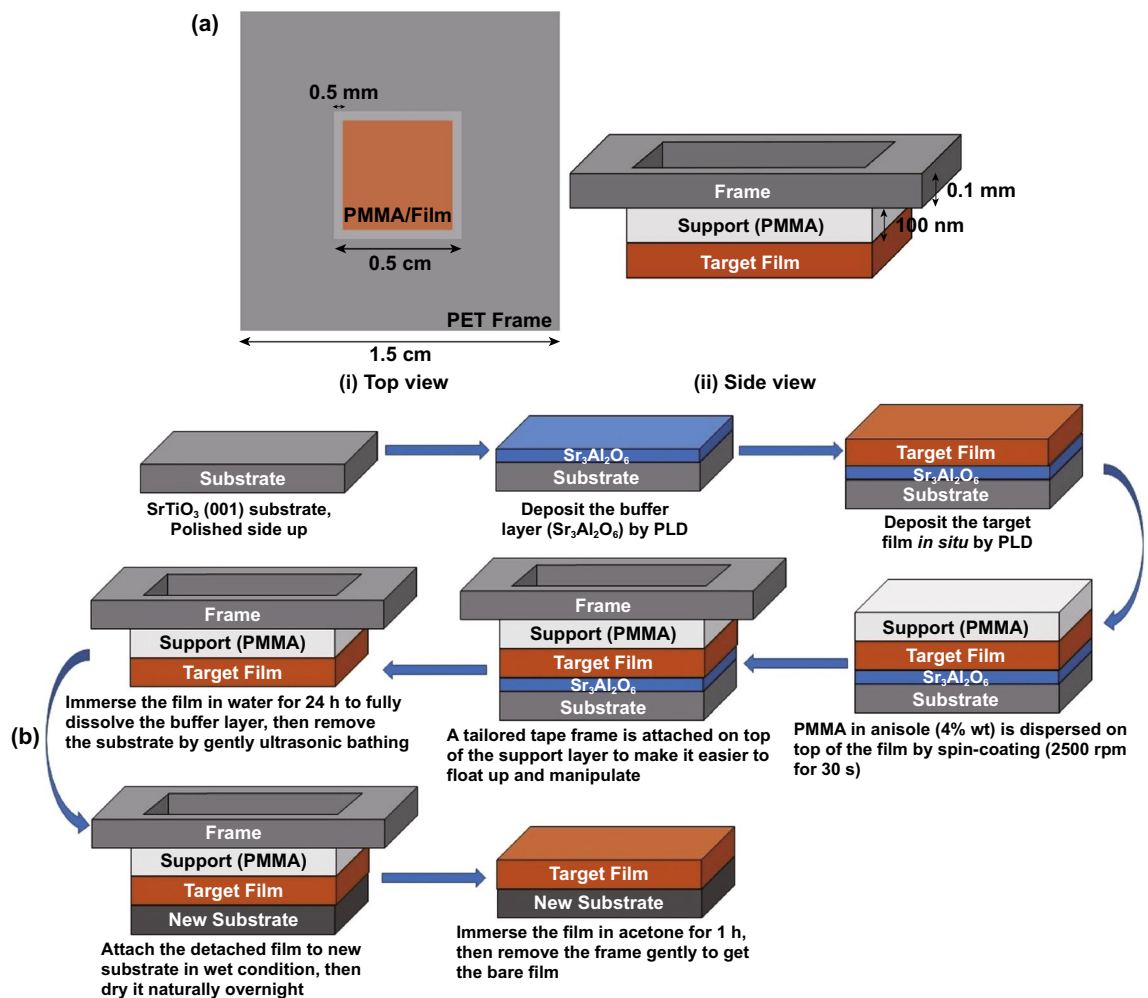 (a)
0.5 mm
PMMA/Film
0.5 cm
PET Frame
1.5 cm
(i) Top view
Frame
0.1 mm
Support (PMMA)
100 nm
Target Film
(ii) Side view
(b)
Substrate
SrTiO₃ (001) substrate,
Polished side up
Sr₃Al₂O₆
Substrate
Deposit the buffer
layer (Sr₃Al₂O₆) by PLD
Target Film
Sr₃Al₂O₆
Substrate
Deposit the target
film in situ by PLD
Support (PMMA)
Target Film
Sr₃Al₂O₆
Substrate
PMMA in anisole (4% wt) is dispersed on
top of the film by spin-coating (2500 rpm
for 30 s)
Frame
Support (PMMA)
Target Film
Sr₃Al₂O₆
Substrate
A tailored tape frame is attached on top
of the support layer to make it easier to
float up and manipulate
Frame
Support (PMMA)
Target Film
Immerse the film in water for 24 h to fully
dissolve the buffer layer, then remove
the substrate by gently ultrasonic bathing
Frame
Support (PMMA)
Target Film
New Substrate
Attach the detached film to new
substrate in wet condition, then
dry it naturally overnight
Target Film
New Substrate
Immerse the film in acetone for 1 h,
then remove the frame gently to get
the bare film